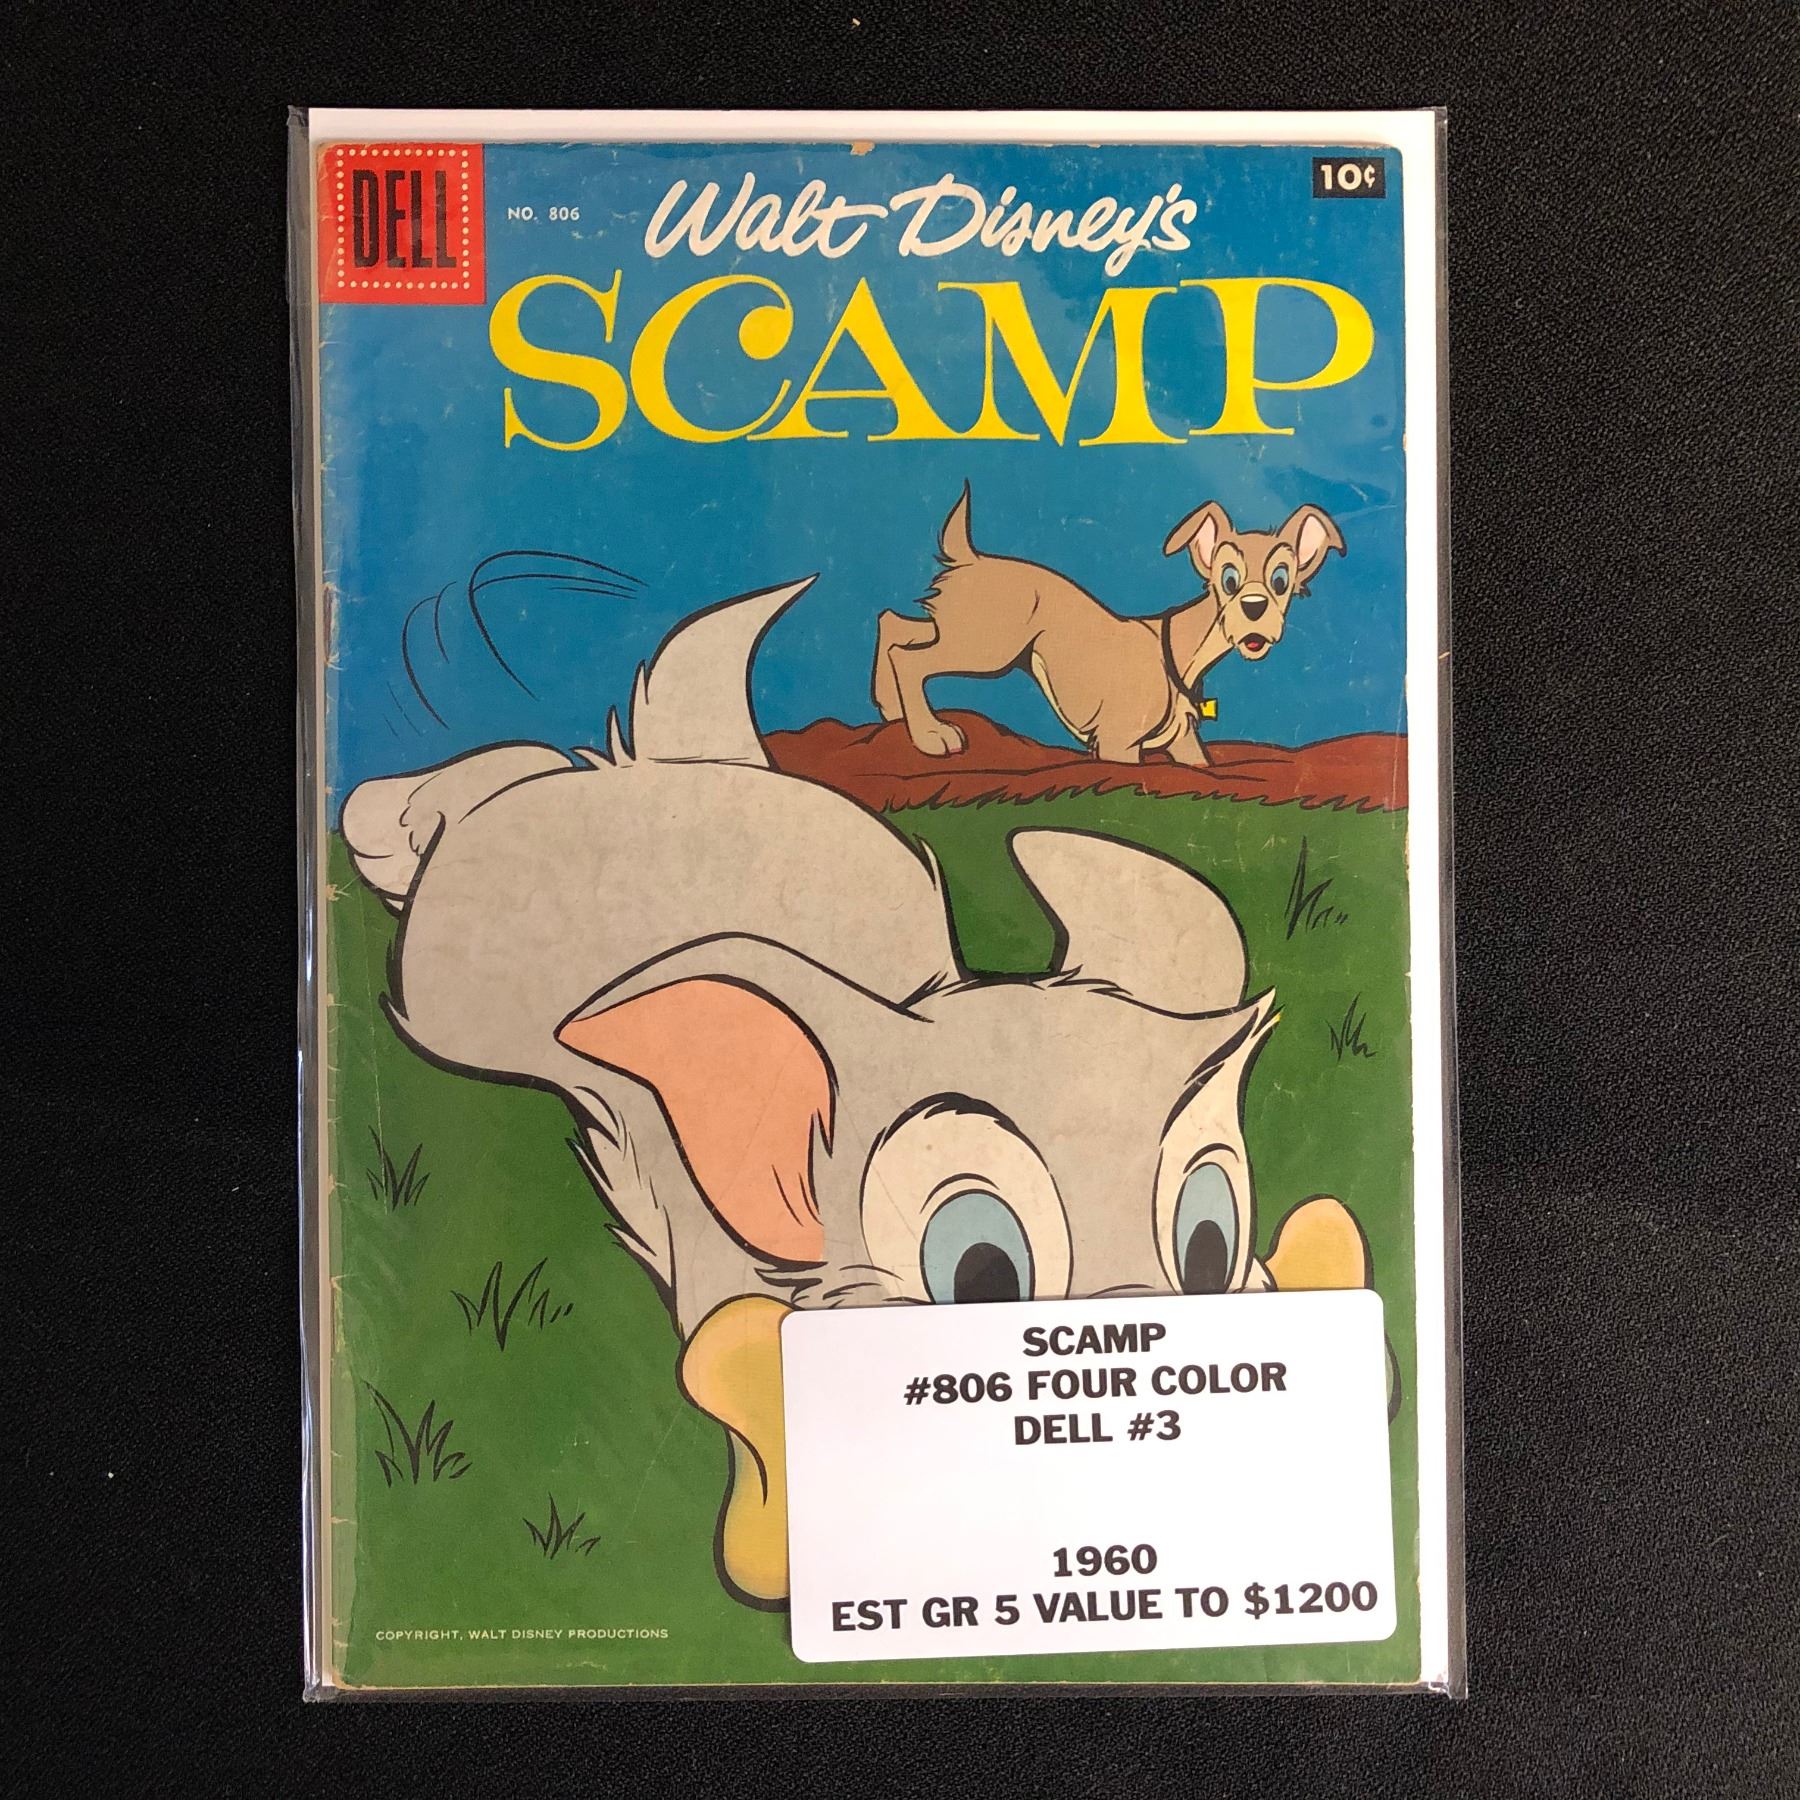 DELL
NO. 806
10¢
Walt Disney's
SCAMP
SCAMP
#806 FOUR COLOR
DELL #3
1960
EST GR 5 VALUE TO $1200
COPYRIGHT, WALT DISNEY PRODUCTIONS